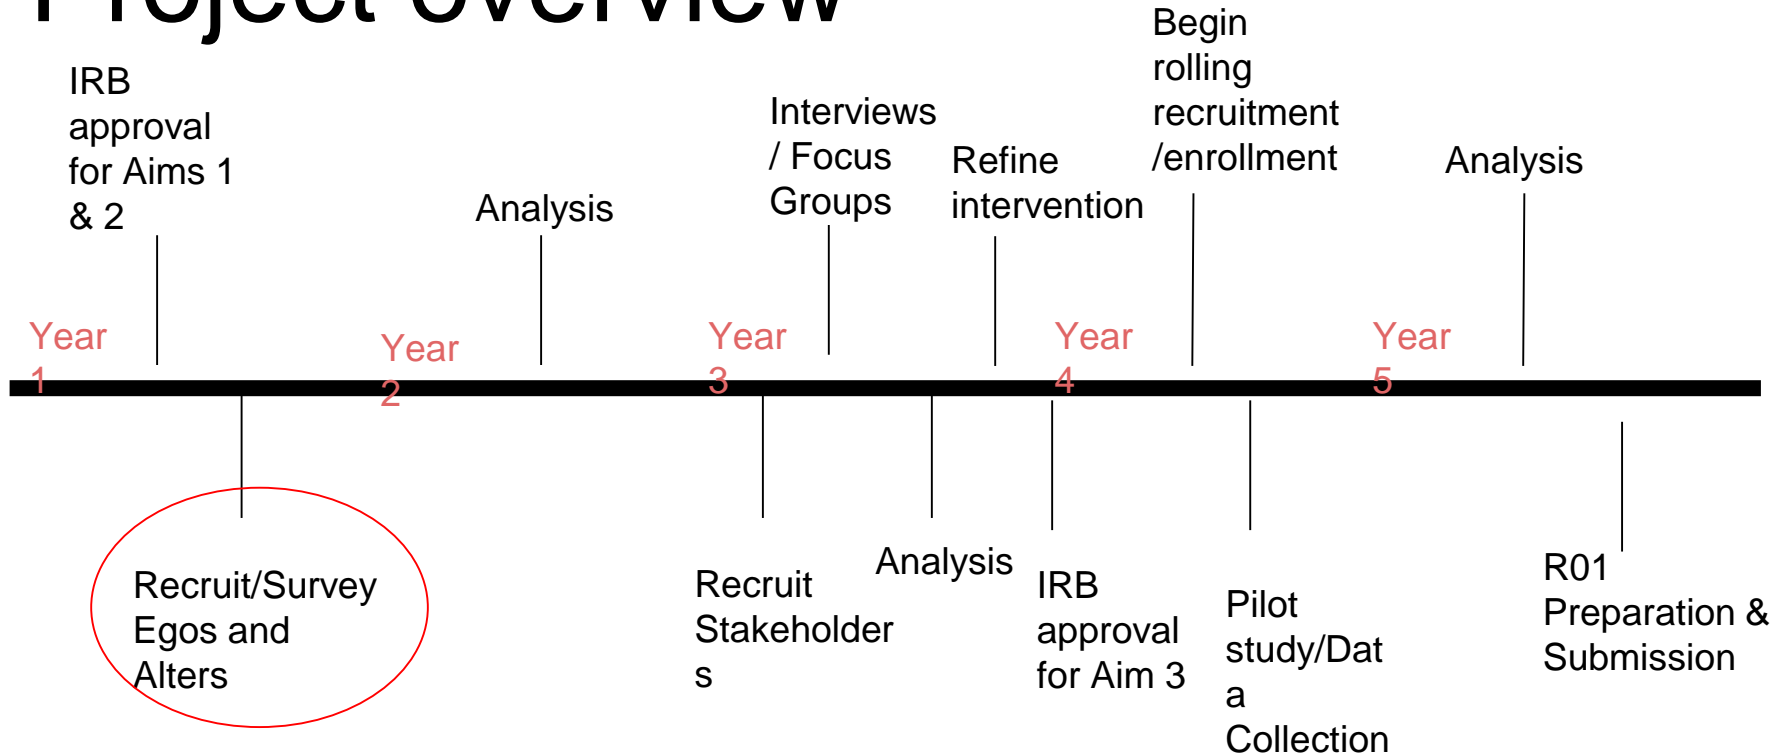 Project overview
IRB
approval
for Aims 1
& 2
Analysis
Interviews
/ Focus
Groups
Refine
intervention
Begin
rolling
recruitment
/enrollment
Analysis
Year
1
Year
2
Year
3
Year
4
Year
5
Recruit/Survey
Egos and
Alters
Recruit
Stakeholder
s
Analysis
IRB
approval
for Aim 3
Pilot
study/Dat
a
Collection
R01
Preparation &
Submission